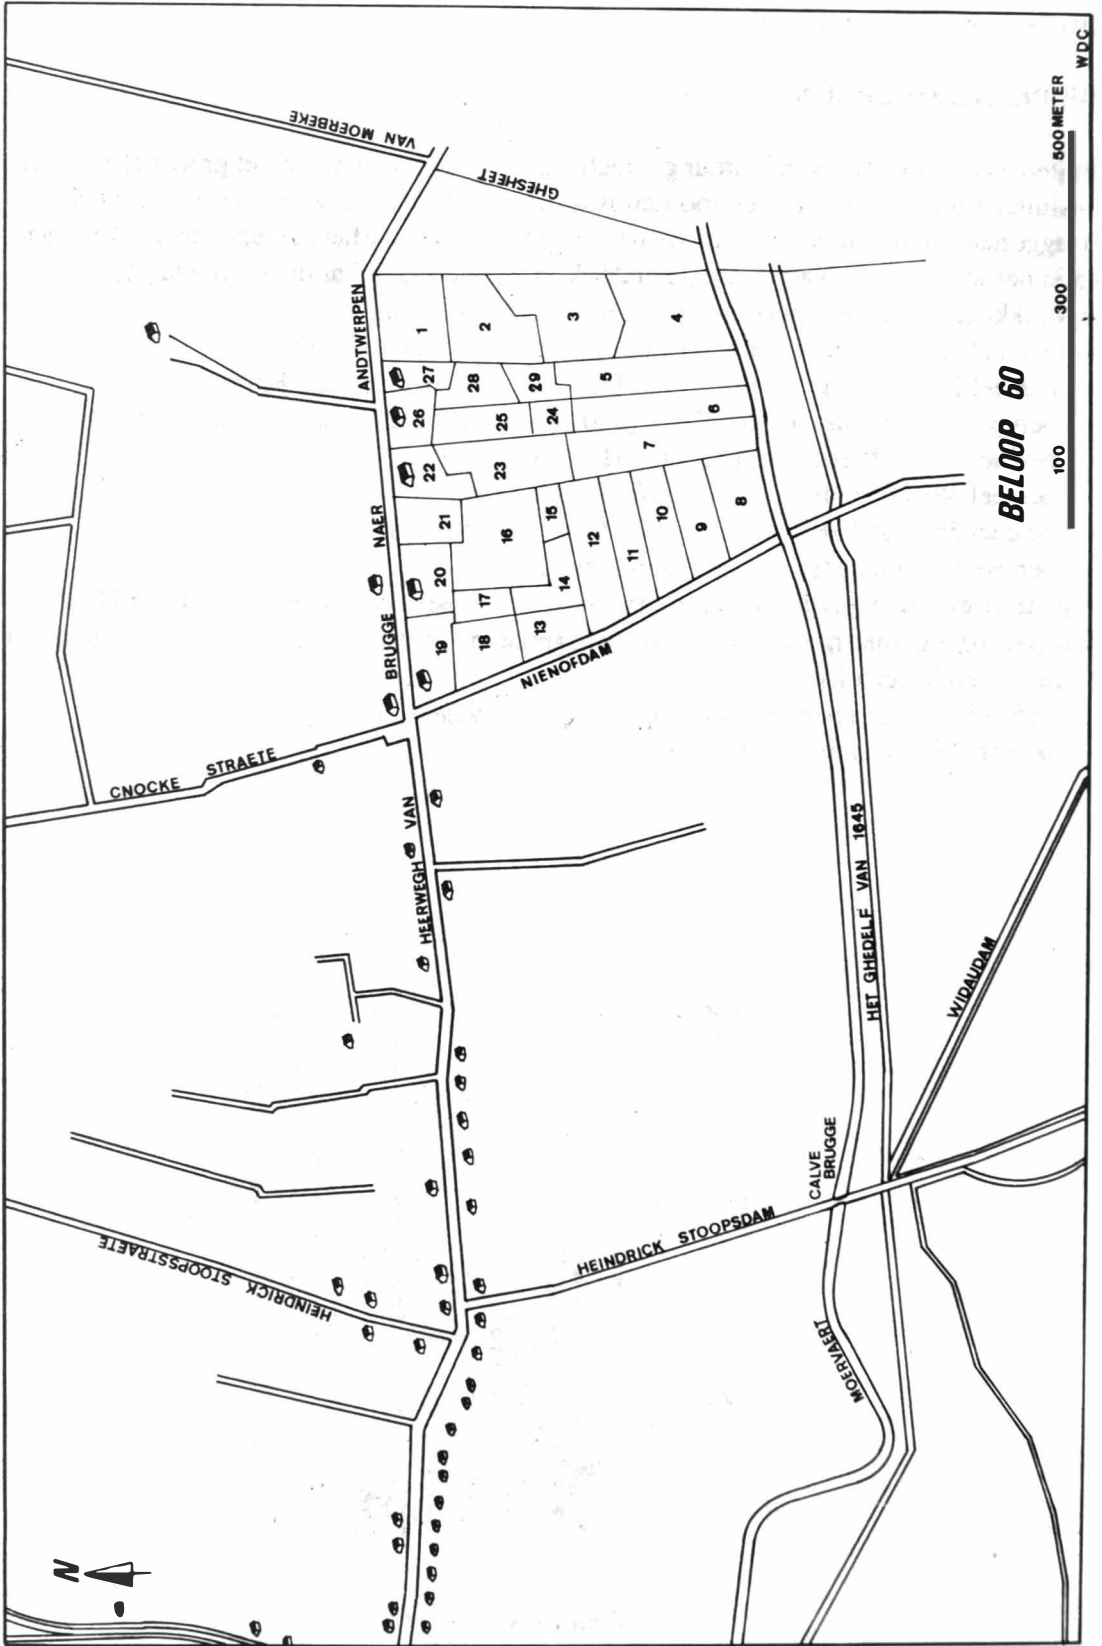 N
HEINDRICK STOOPSSTRAETE
CNOCKE STRAETE
VAN MOERBEKE
GHESHEET
HEERWEGH VAN BRUGGE NAER ANDTWERPEN
1
2
3
4
27
28
29
5
26
25
24
6
22
23
7
21
16
15
12
11
10
9
8
20
17
14
19
18
13
NIENOFDAM
HEINDRICK STOOPSDAM
CALVE
BRUGGE
MOERVAERT
HET GHEDELF VAN 1645
WIDAUDAM
BELOOP 60
100 300 500 METER
WDC